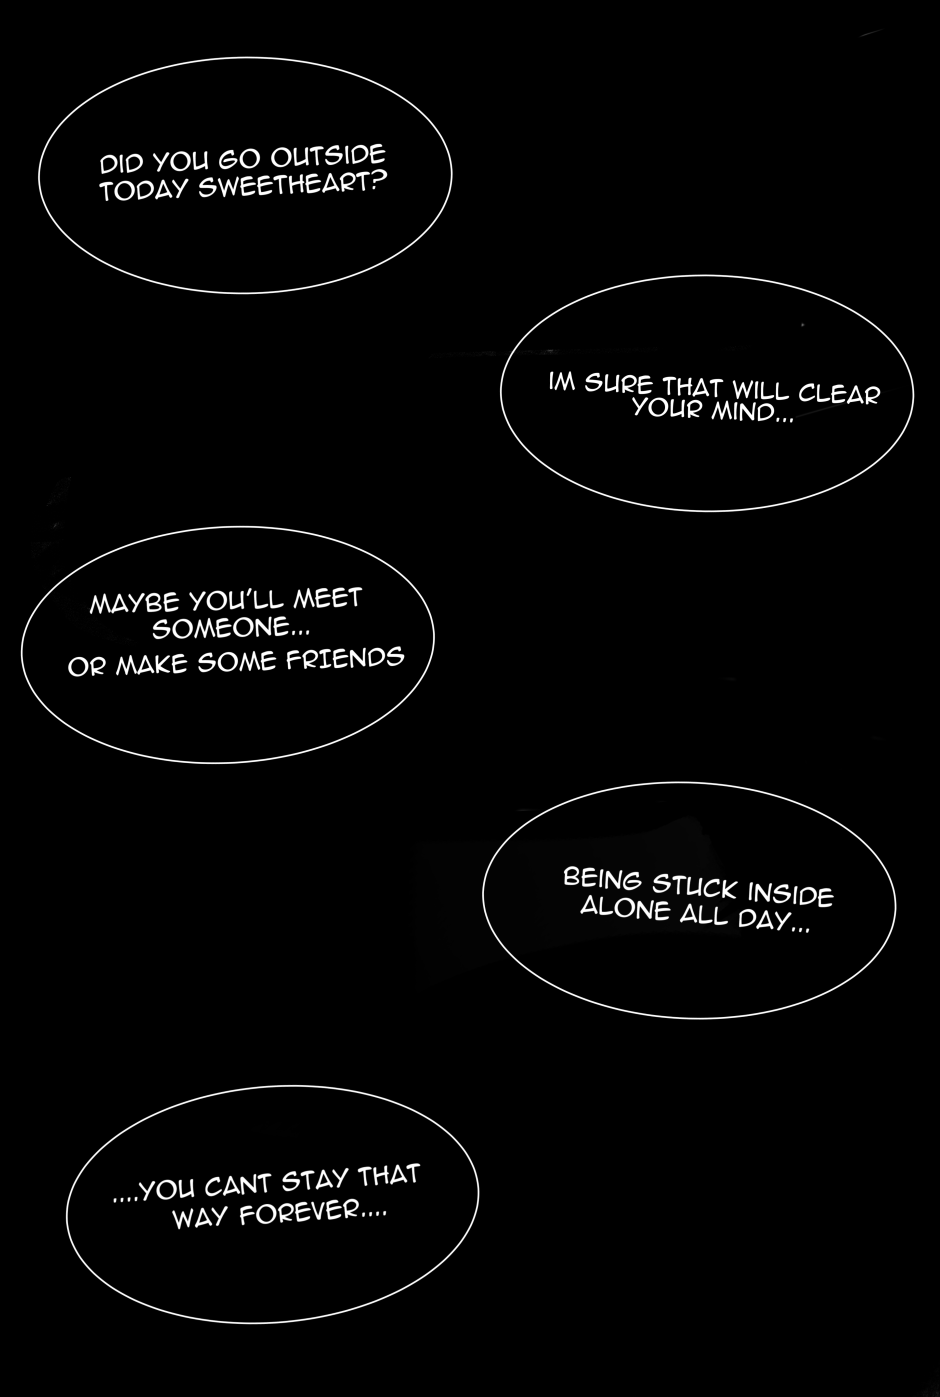 DID YOU GO OUTSIDE
TODAY SWEETHEART?
IM SURE THAT WILL CLEAR
YOUR MIND...
MAYBE YOU'LL MEET
SOMEONE...
OR MAKE SOME FRIENDS
BEING STUCK INSIDE
ALONE ALL DAY...
....YOU CANT STAY THAT
WAY FOREVER....